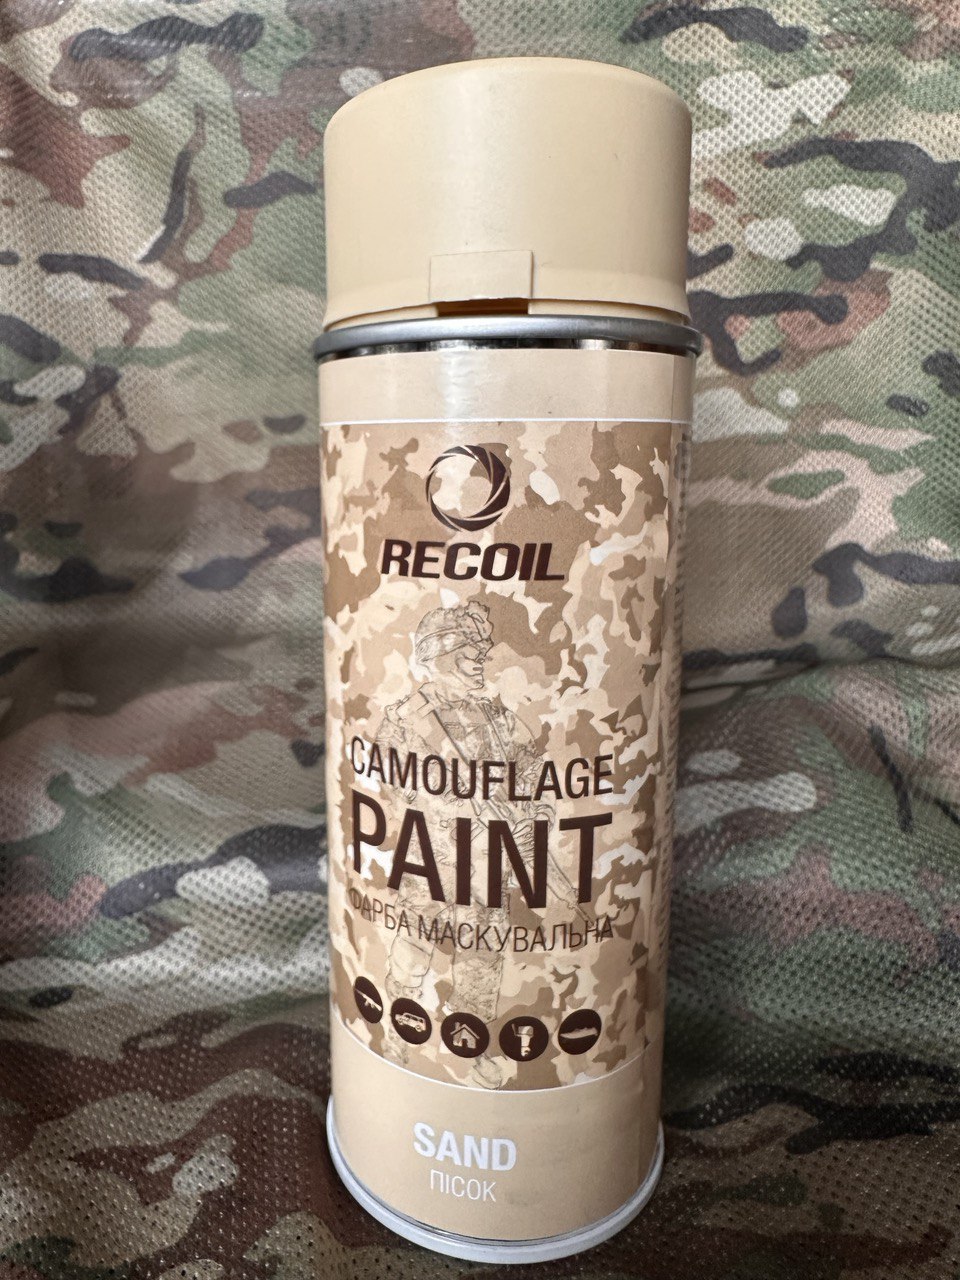 RECOIL
CAMOUFLAGE
PAINT
ФАРБА МАСКУВАЛЬНА
SAND
ПІСОК